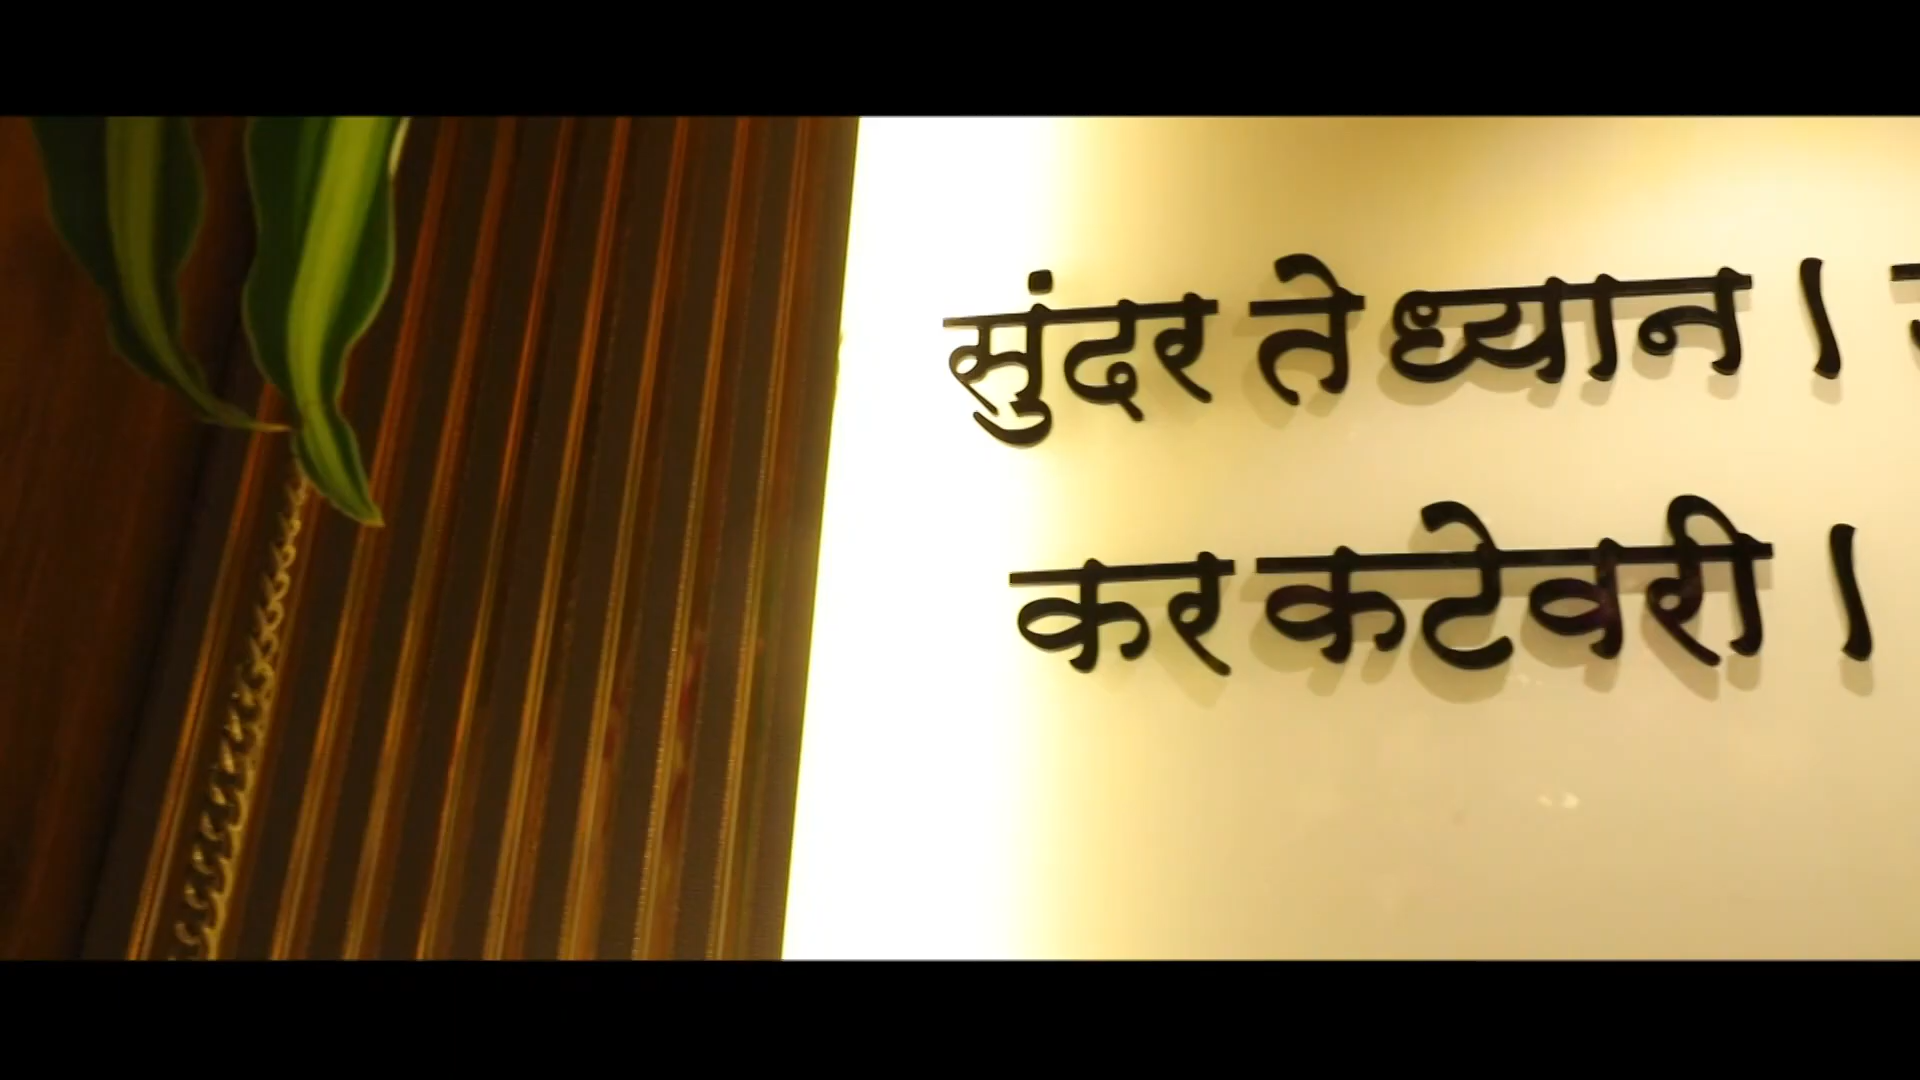 सुंदर ते ध्यान ।
कर कटेवरी ।